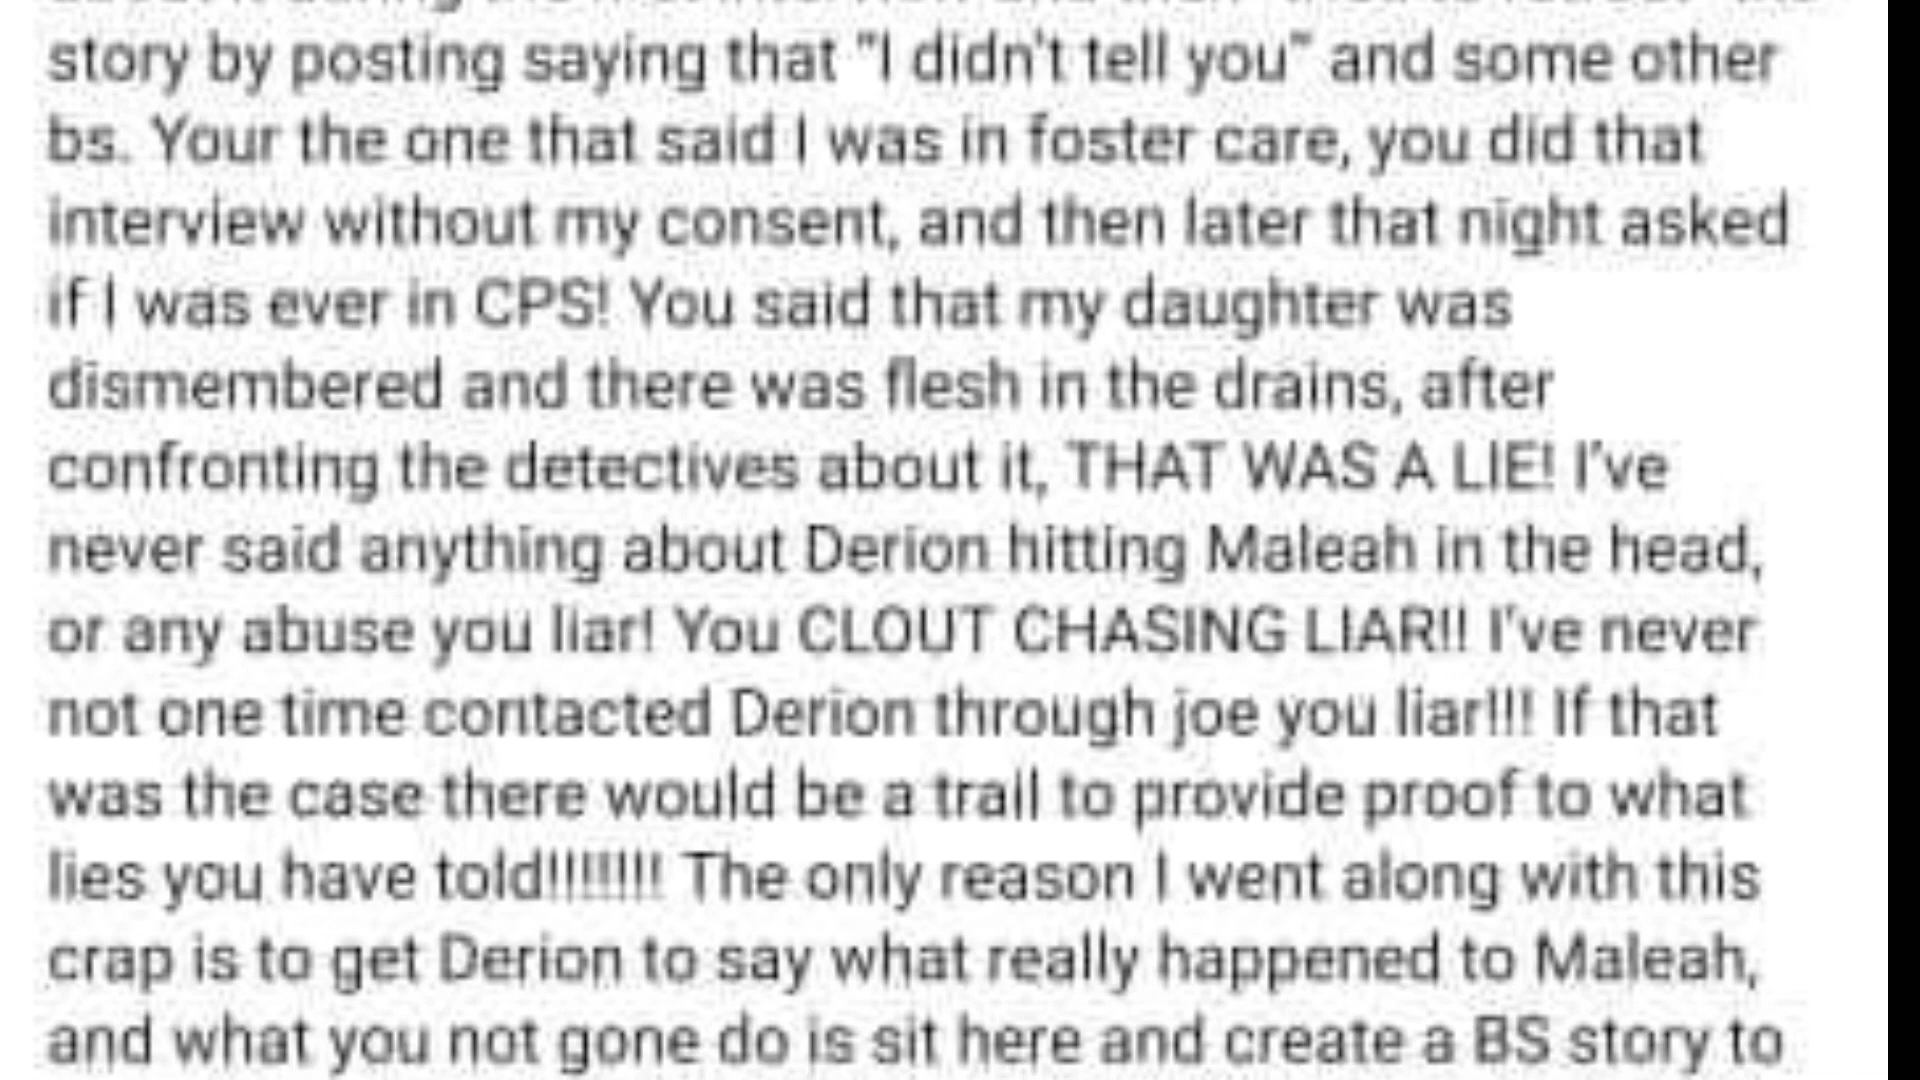 story by posting saying that "I didn't tell you" and some other
bs. Your the one that said I was in foster care, you did that
interview without my consent, and then later that night asked
if I was ever in CPS! You said that my daughter was
dismembered and there was flesh in the drains, after
confronting the detectives about it, THAT WAS A LIE! I've
never said anything about Derion hitting Maleah in the head,
or any abuse you liar! You CLOUT CHASING LIAR!! I've never
not one time contacted Derion through joe you liar!!! If that
was the case there would be a trail to provide proof to what
lies you have told!!!!!!!! The only reason I went along with this
crap is to get Derion to say what really happened to Maleah,
and what you not gone do is sit here and create a BS story to